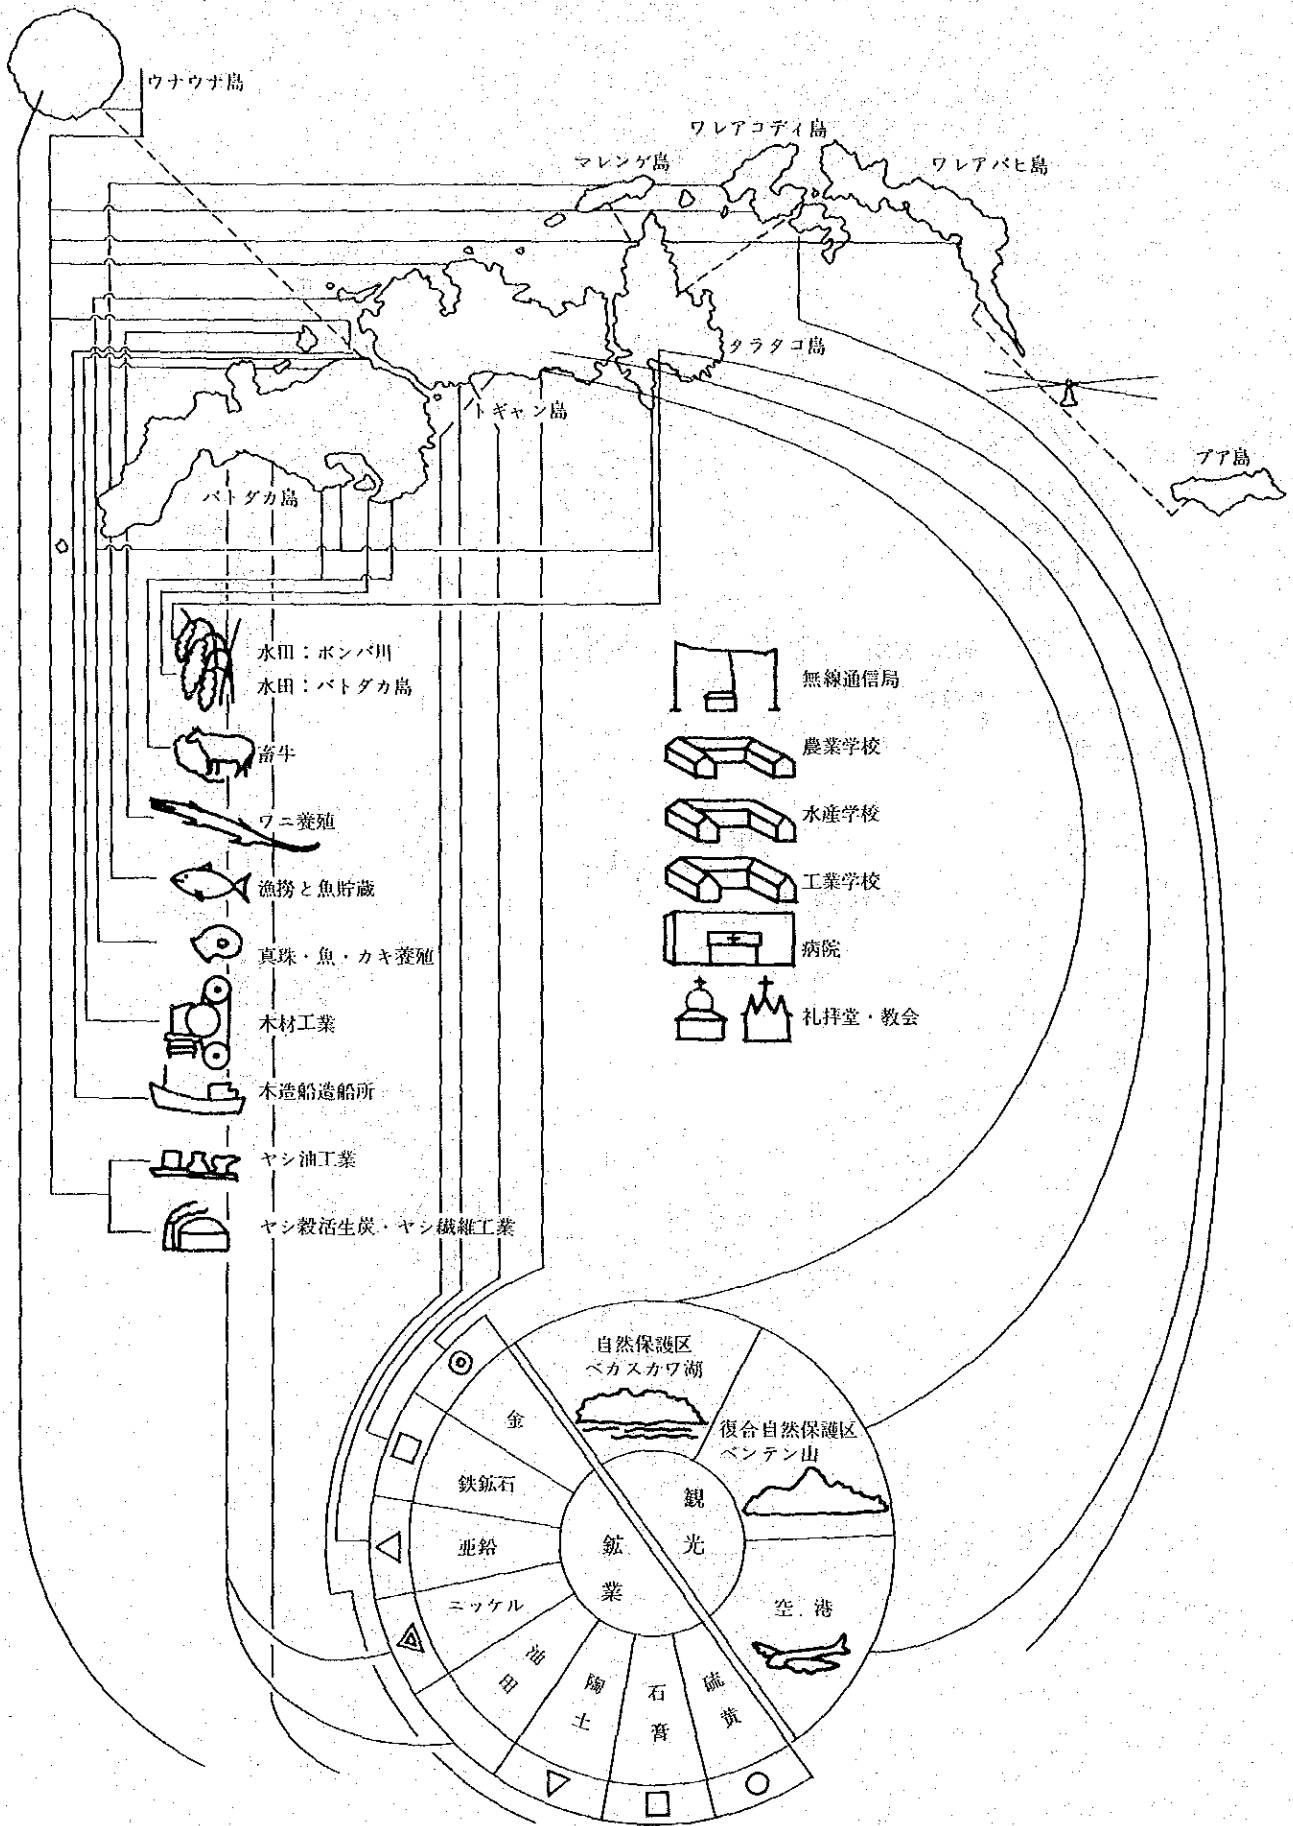 ウナウナ島
ワレアコディ島
マレンゲ島
ワレアバヒ島
タラタコ島
トギャン島
プア島
バトダカ島
水田：ボンバ川
水田：バトダカ島
畜牛
ワニ養殖
漁撈と魚貯蔵
真珠・魚・カキ養殖
木材工業
木造船造船所
ヤシ油工業
ヤシ殻活生炭・ヤシ繊維工業
無線通信局
農業学校
水産学校
工業学校
病院
礼拝堂・教会
自然保護区
ベカスカワ湖
復合自然保護区
ベンテン山
空港
観光
鉱業
金
鉄鉱石
亜鉛
ニッケル
油田
陶土
石膏
硫黄